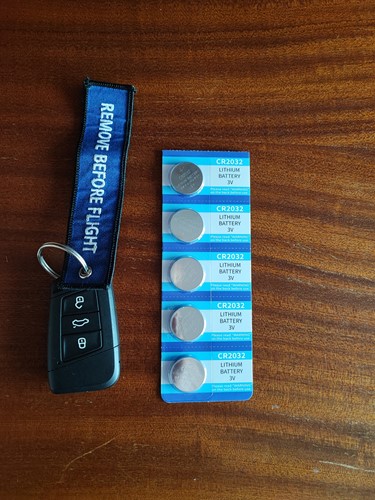 REMOVE BEFORE FLIGHT
CR2032
LITHIUM
BATTERY
3V
CR2032
LITHIUM
BATTERY
3V
CR2032
LITHIUM
BATTERY
3V
CR2032
LITHIUM
BATTERY
3V
CR2032
LITHIUM
BATTERY
3V